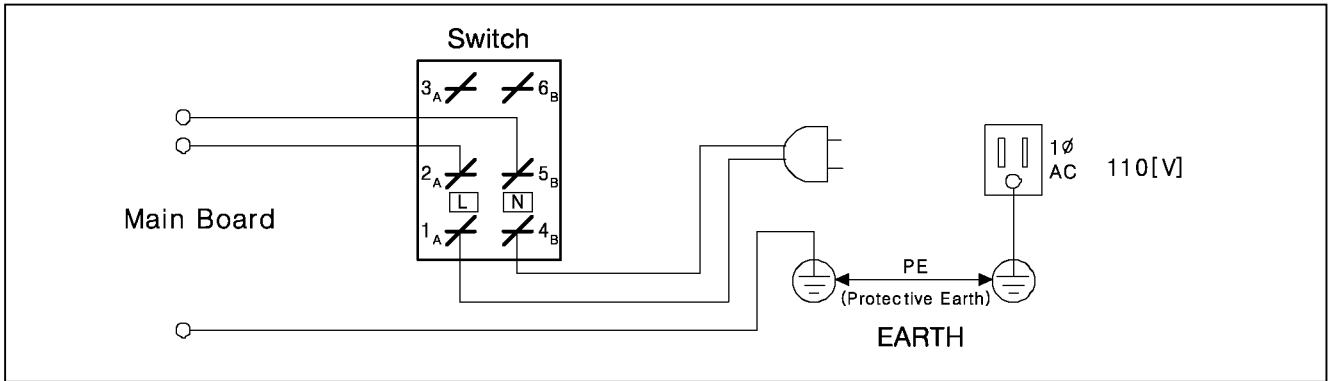 Switch
3A 6B
2A 5B
L N
1A 4B
Main Board
1Ø
AC 110[V]
PE
(Protective Earth)
EARTH